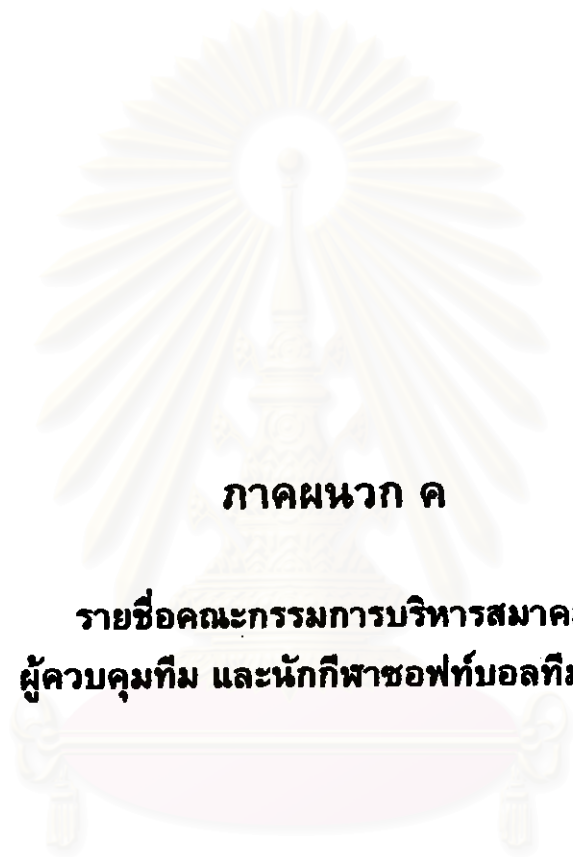 ภาคผนวก ค
รายชื่อคณะกรรมการบริหารสมาค
ผู้ควบคุมทีม และนักกีฬาซอฟท์บอลที